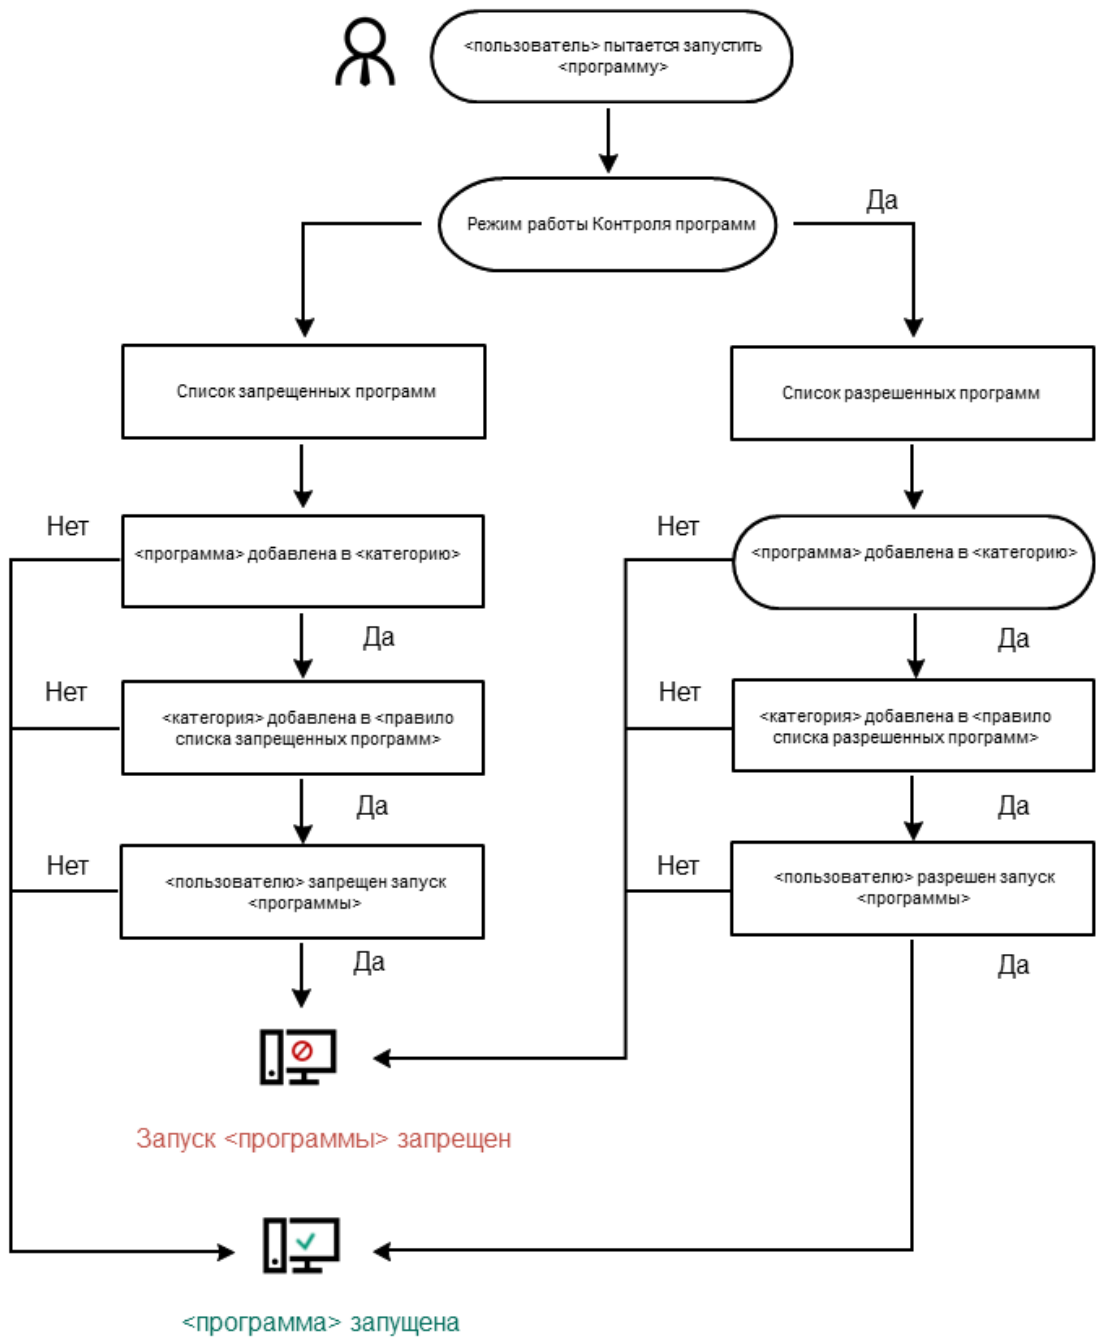 <пользователь> пытается запустить
<программу>
Режим работы Контроля программ
Да
Список запрещенных программ
Список разрешенных программ
Нет
<программа> добавлена в <категорию>
Нет
<программа> добавлена в <категорию>
Да
Да
Нет
<категория> добавлена в <правило
списка запрещенных программ>
Нет
<категория> добавлена в <правило
списка разрешенных программ>
Да
Да
Нет
<пользователю> запрещен запуск
<программы>
Нет
<пользователю> разрешен запуск
<программы>
Да
Да
Запуск <программы> запрещен
<программа> запущена